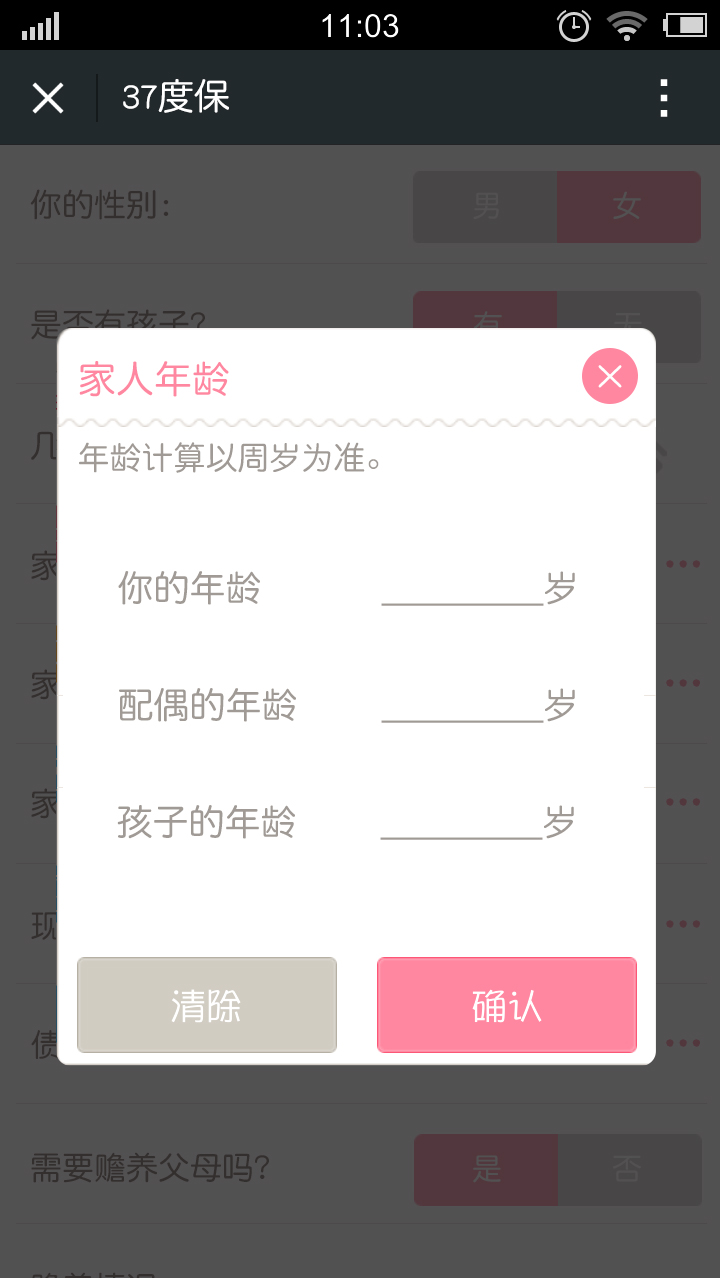 11:03
37度保
你的性别:
男
女
是否有孩子?
有
无
几
家人年龄
年龄计算以周岁为准。
家
你的年龄 ________岁
家
配偶的年龄 ________岁
家
孩子的年龄 ________岁
现
清除
确认
债
需要赡养父母吗?
是
否